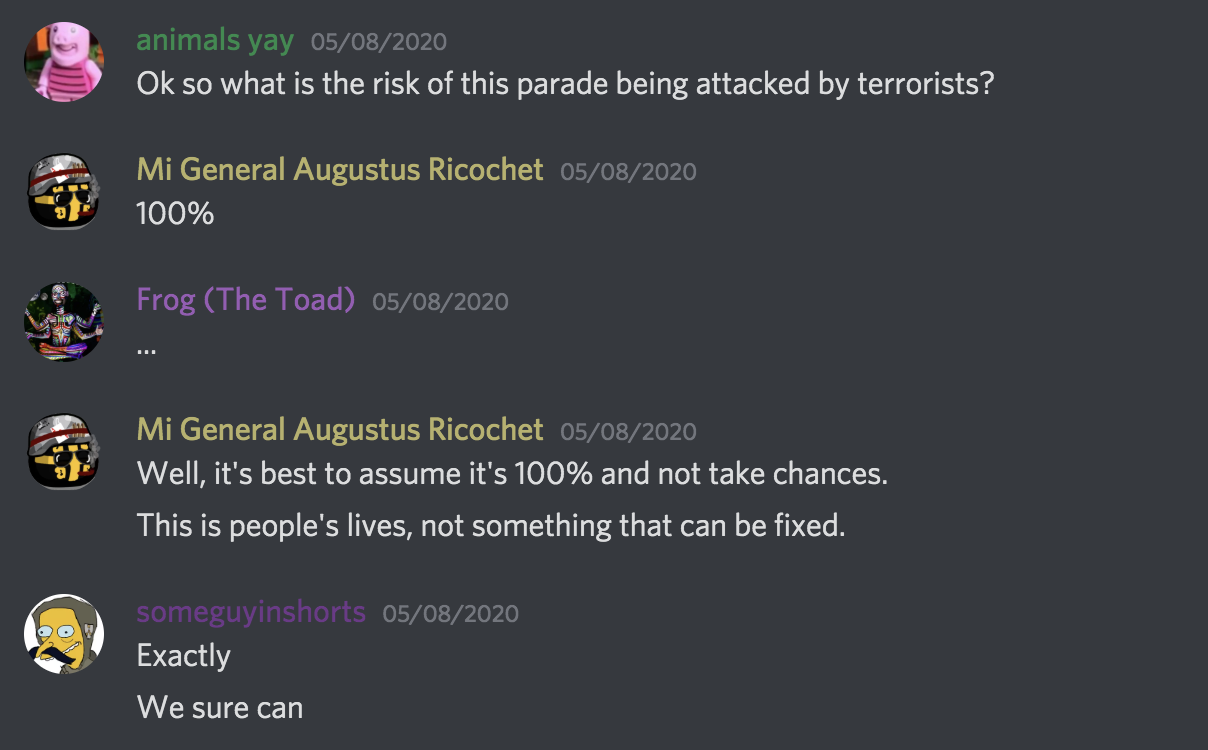 animals yay 05/08/2020
Ok so what is the risk of this parade being attacked by terrorists?
Mi General Augustus Ricochet 05/08/2020
100%
Frog (The Toad) 05/08/2020
...
Mi General Augustus Ricochet 05/08/2020
Well, it's best to assume it's 100% and not take chances.
This is people's lives, not something that can be fixed.
someguyinshorts 05/08/2020
Exactly
We sure can